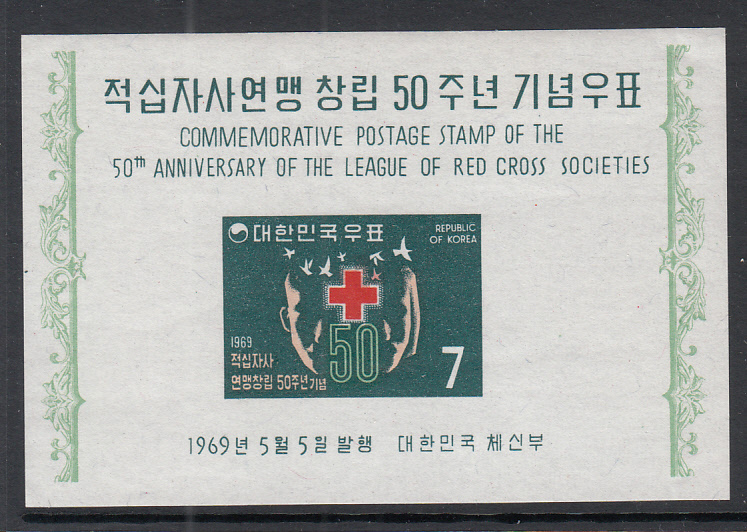 적십자사연맹 창립 50 주년 기념우표
COMMEMORATIVE POSTAGE STAMP OF THE
50th ANNIVERSARY OF THE LEAGUE OF RED CROSS SOCIETIES
대한민국우표
REPUBLIC
OF KOREA
50
1969
적십자사
연맹창립 50주년기념
7
1969년 5월 5일 발행 대한민국 체신부